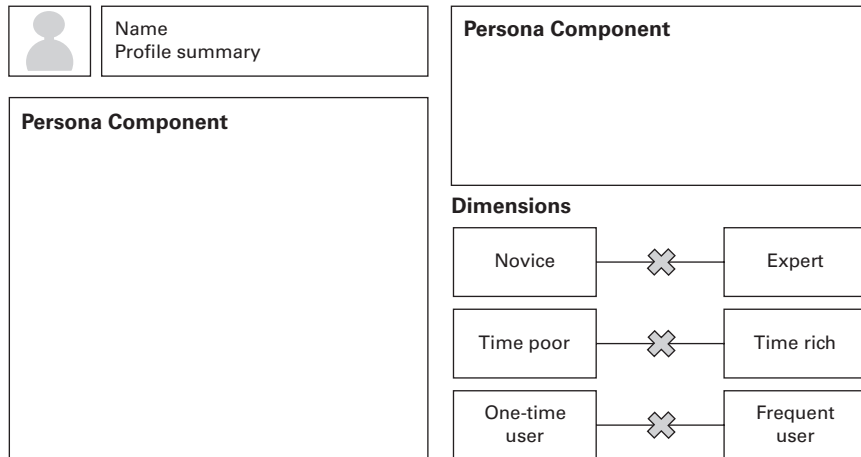 Name
Profile summary
Persona Component
Persona Component
Dimensions
Novice
Expert
Time poor
Time rich
One-time
user
Frequent
user